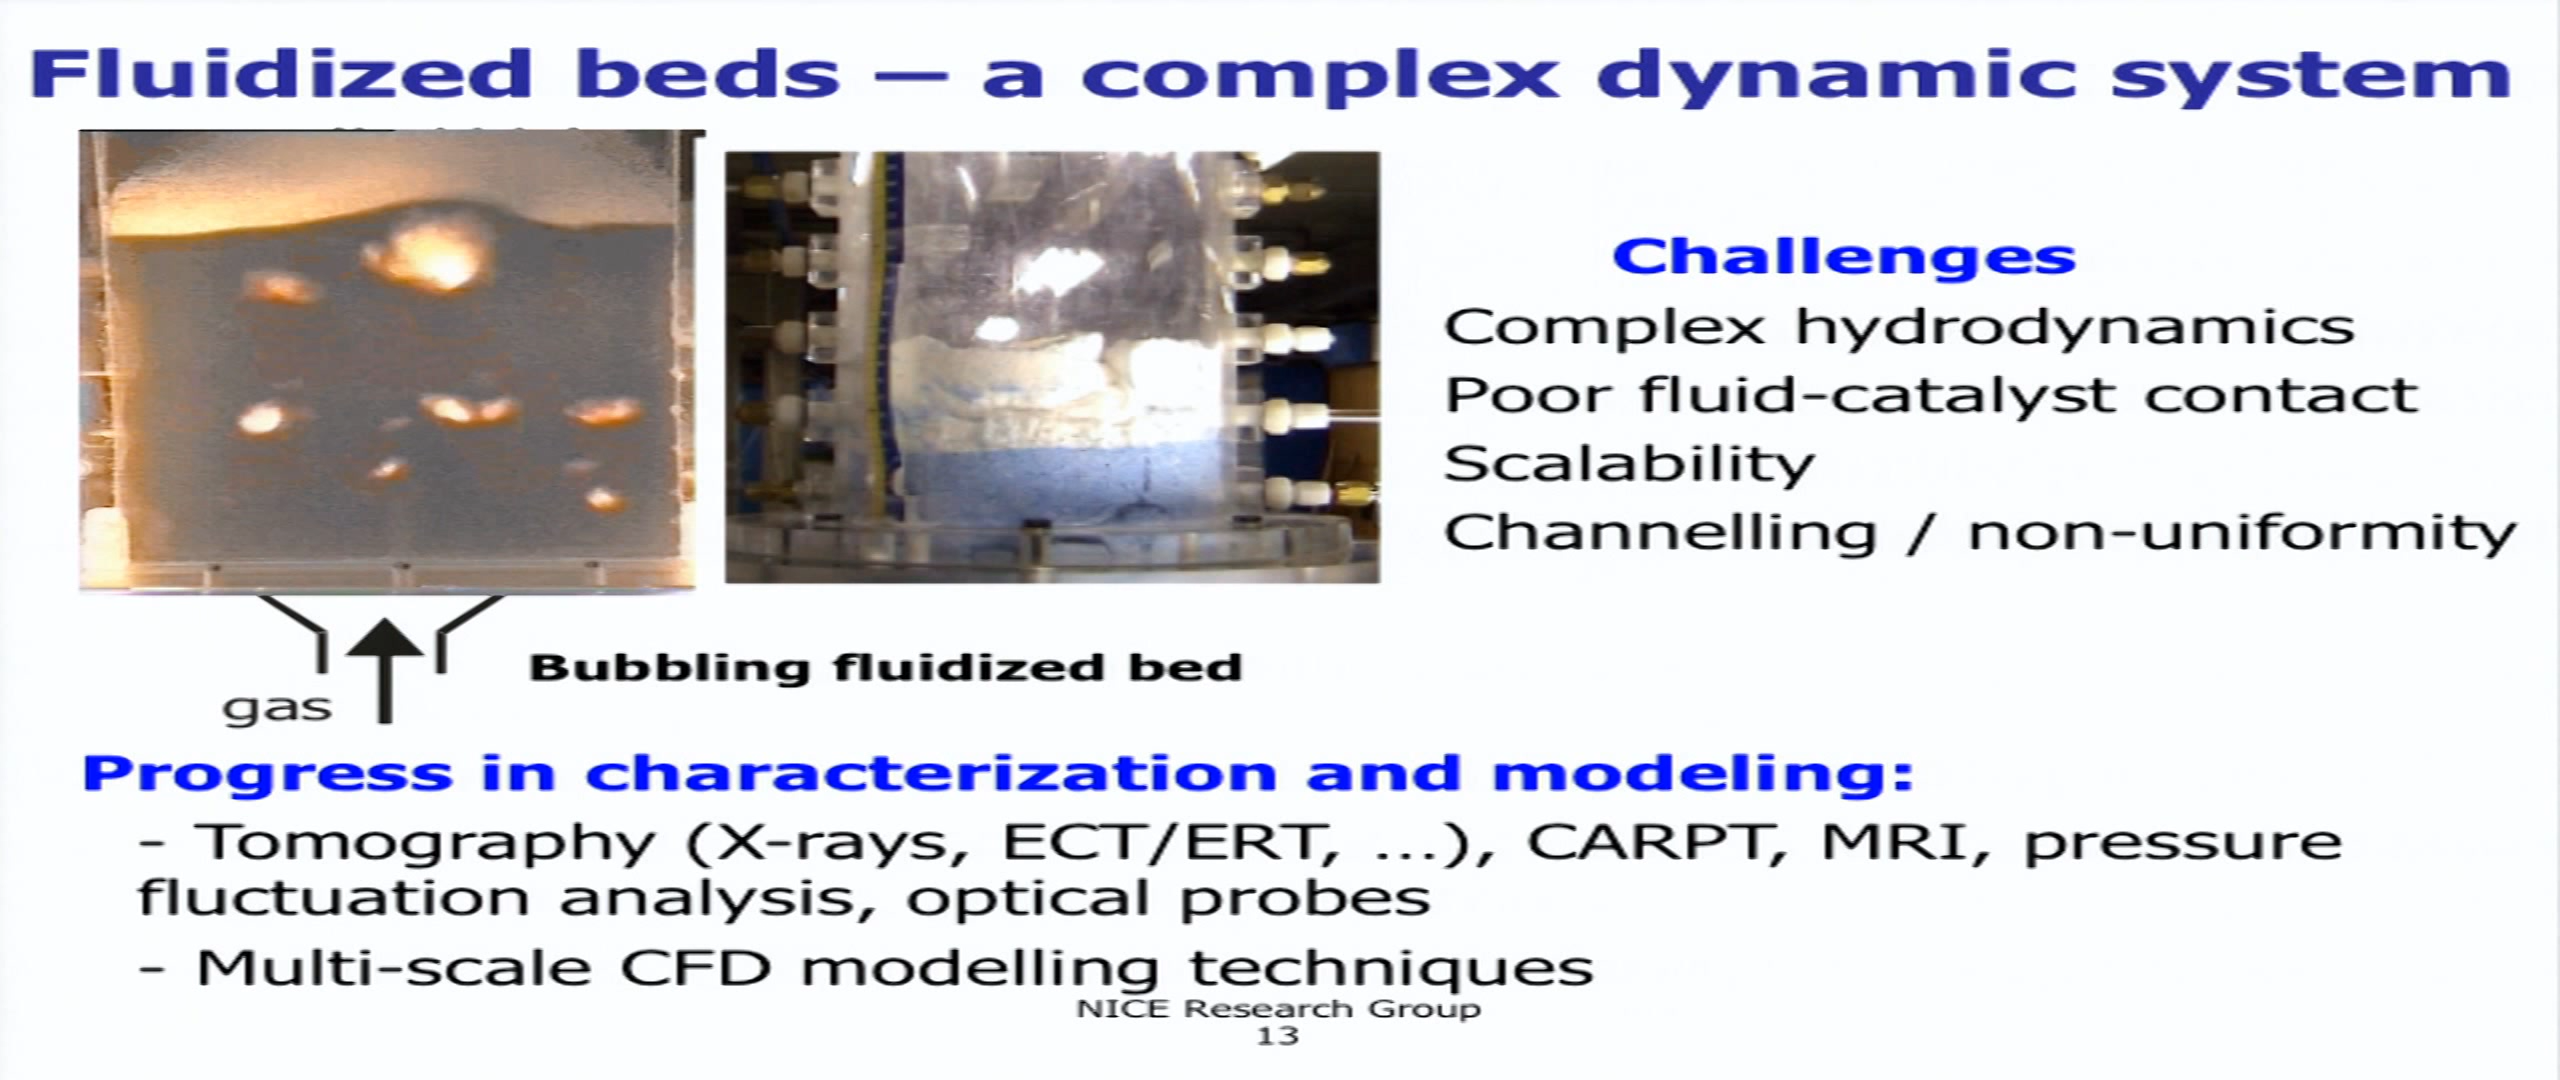 Fluidized beds – a complex dynamic system
Challenges
Complex hydrodynamics
Poor fluid-catalyst contact
Scalability
Channelling / non-uniformity
gas
Bubbling fluidized bed
Progress in characterization and modeling:
- Tomography (X-rays, ECT/ERT, ...), CARPT, MRI, pressure
fluctuation analysis, optical probes
- Multi-scale CFD modelling techniques
NICE Research Group
13